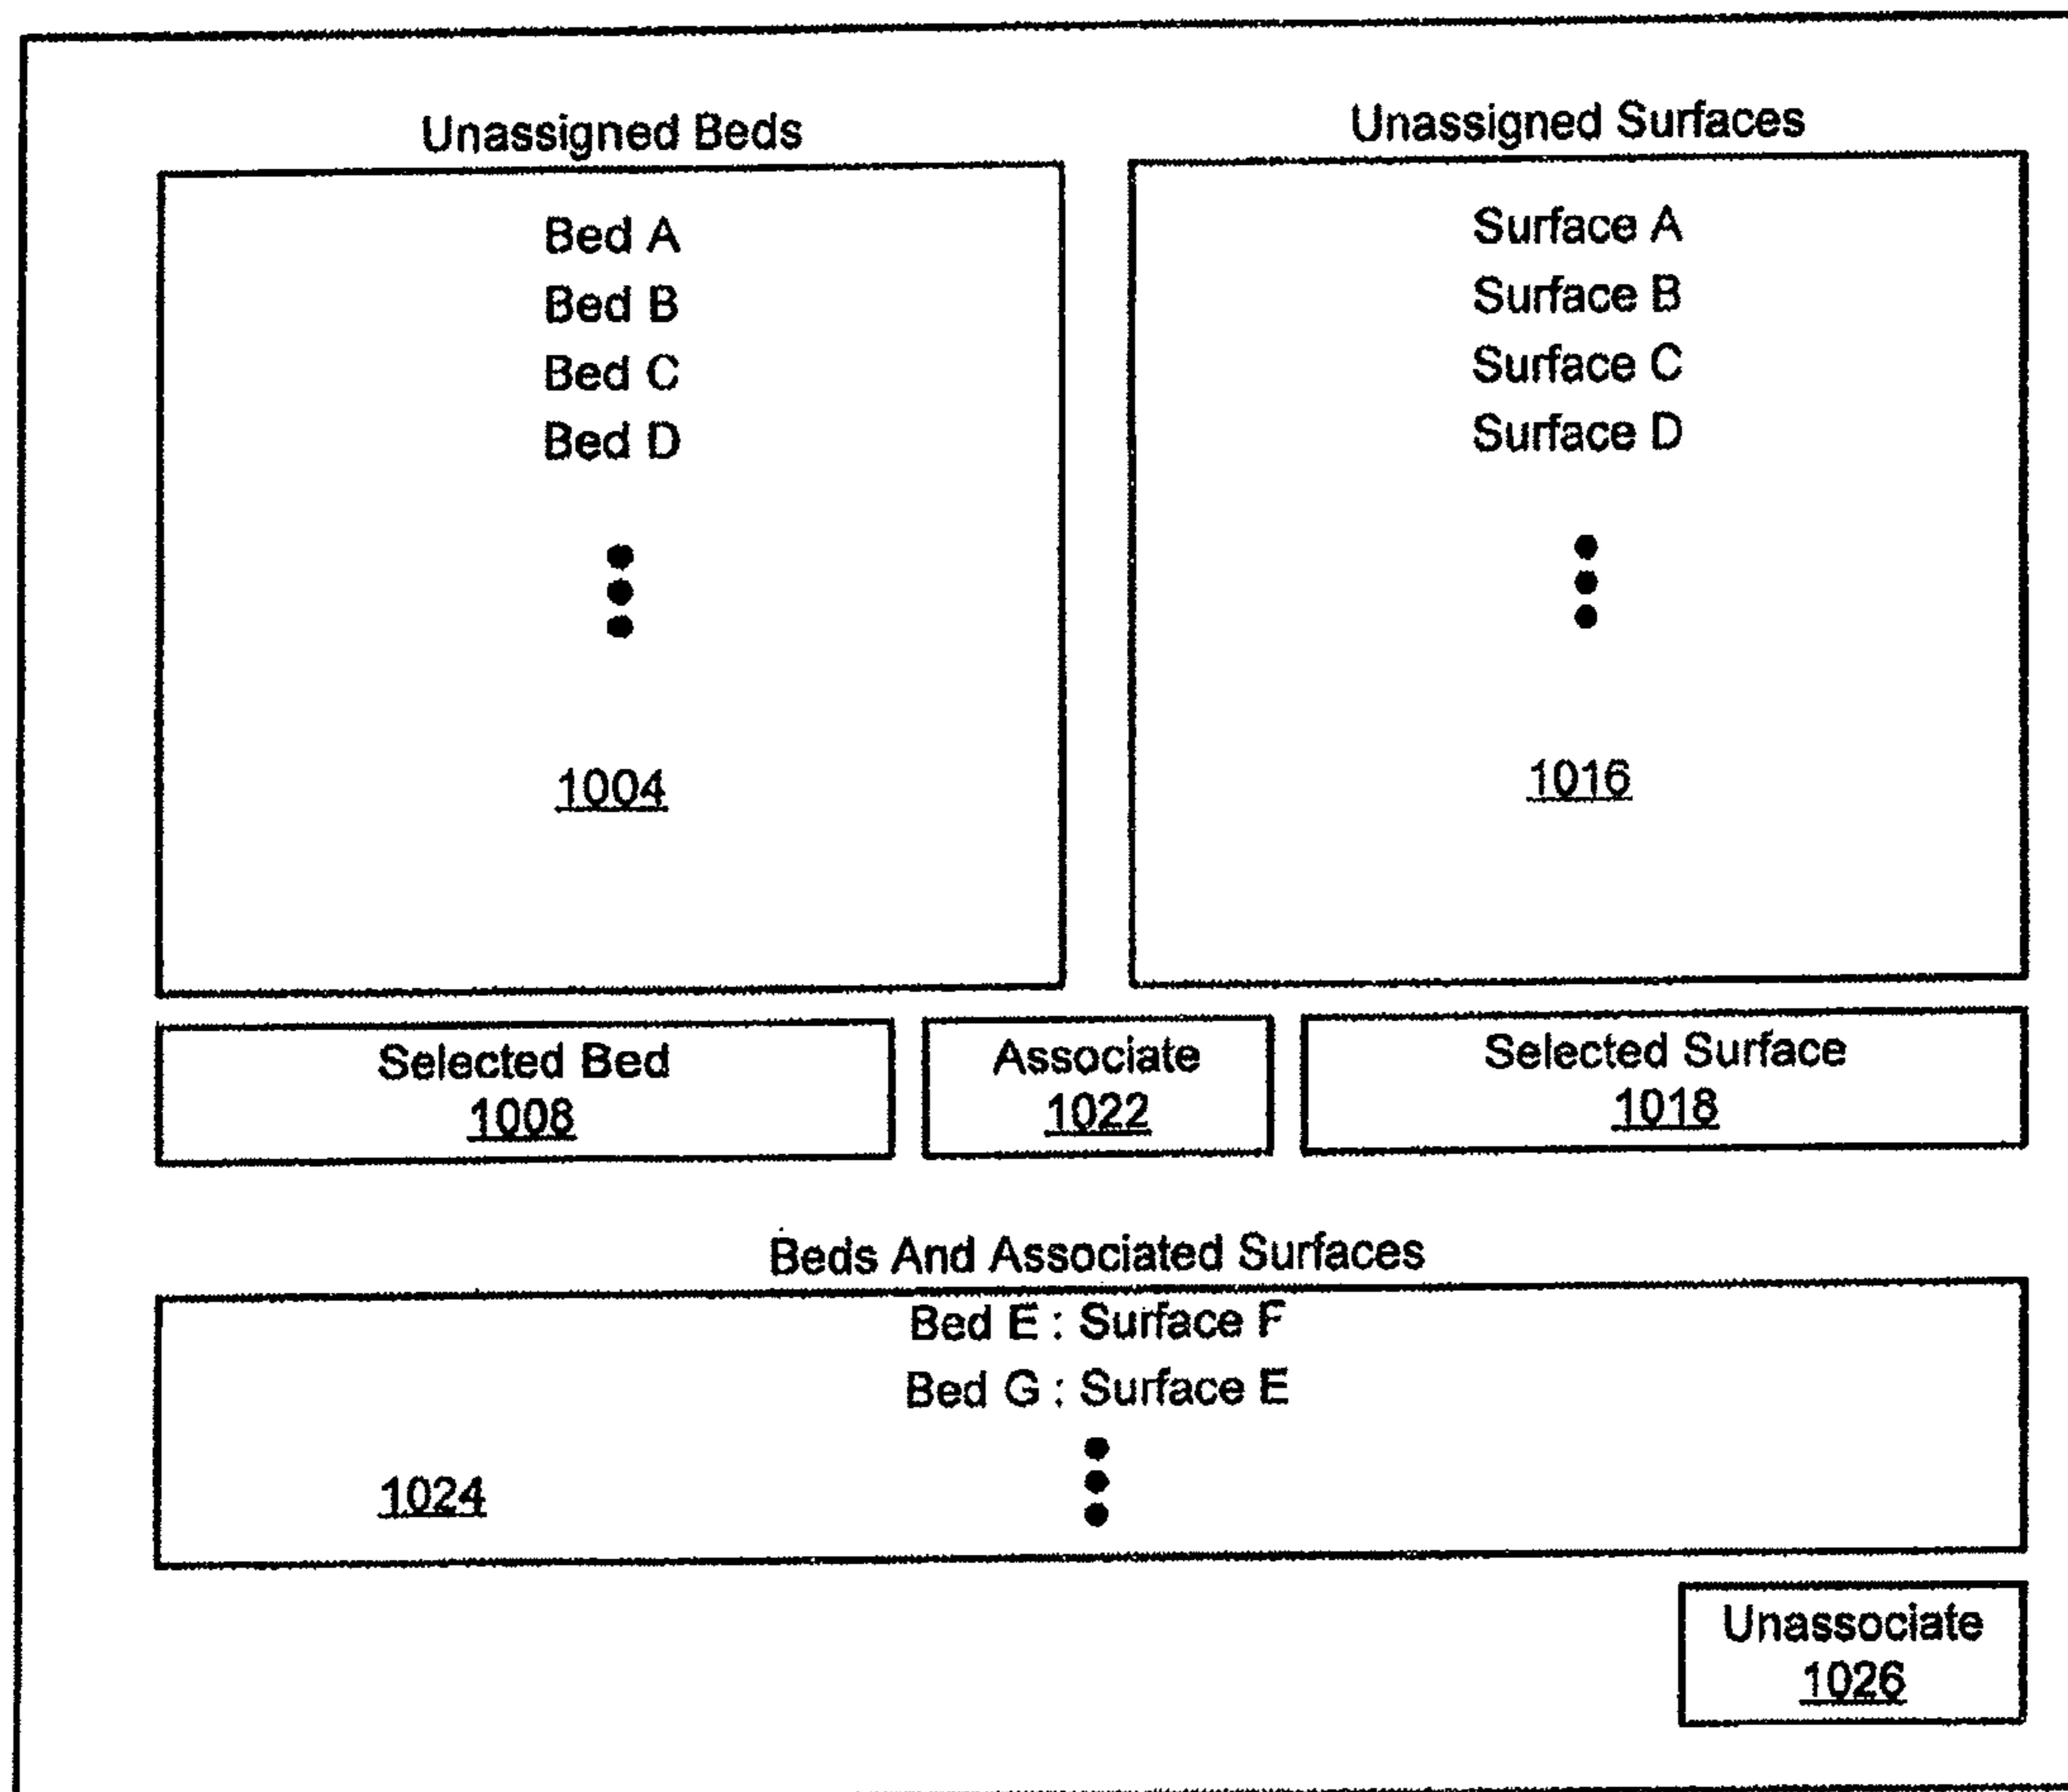 Unassigned Beds
Bed A
Bed B
Bed C
Bed D
1004
Unassigned Surfaces
Surface A
Surface B
Surface C
Surface D
1016
Selected Bed
1008
Associate
1022
Selected Surface
1018
Beds And Associated Surfaces
Bed E : Surface F
Bed G : Surface E
1024
Unassociate
1026